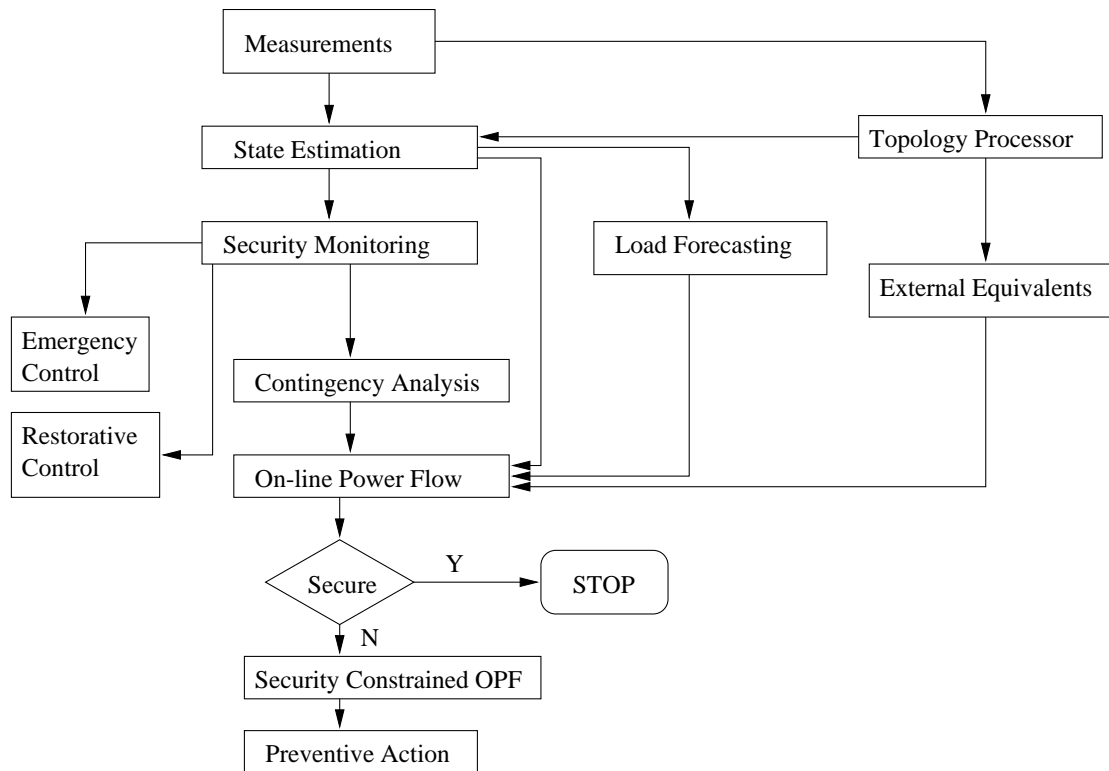 Measurements
State Estimation
Topology Processor
Security Monitoring
Load Forecasting
External Equivalents
Emergency
Control
Contingency Analysis
Restorative
Control
On-line Power Flow
Secure
Y
STOP
N
Security Constrained OPF
Preventive Action